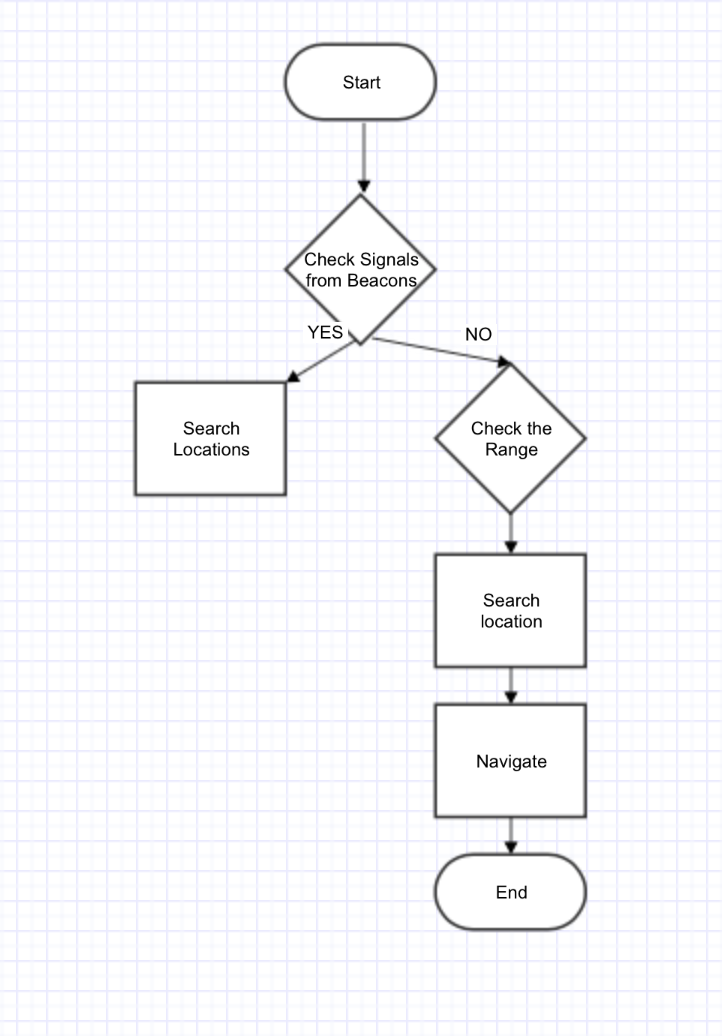 Start
Check Signals
from Beacons
YES
NO
Search
Locations
Check the
Range
Search
location
Navigate
End